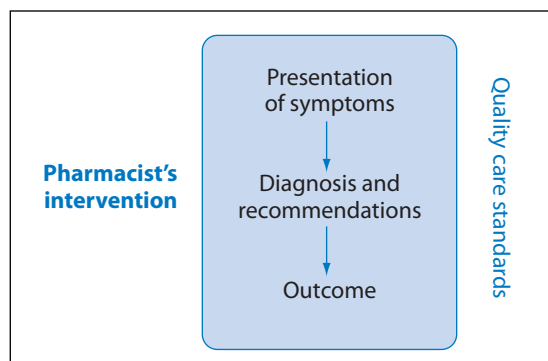 Presentation
of symptoms
Pharmacist's
intervention
Diagnosis and
recommendations
Outcome
Quality care standards